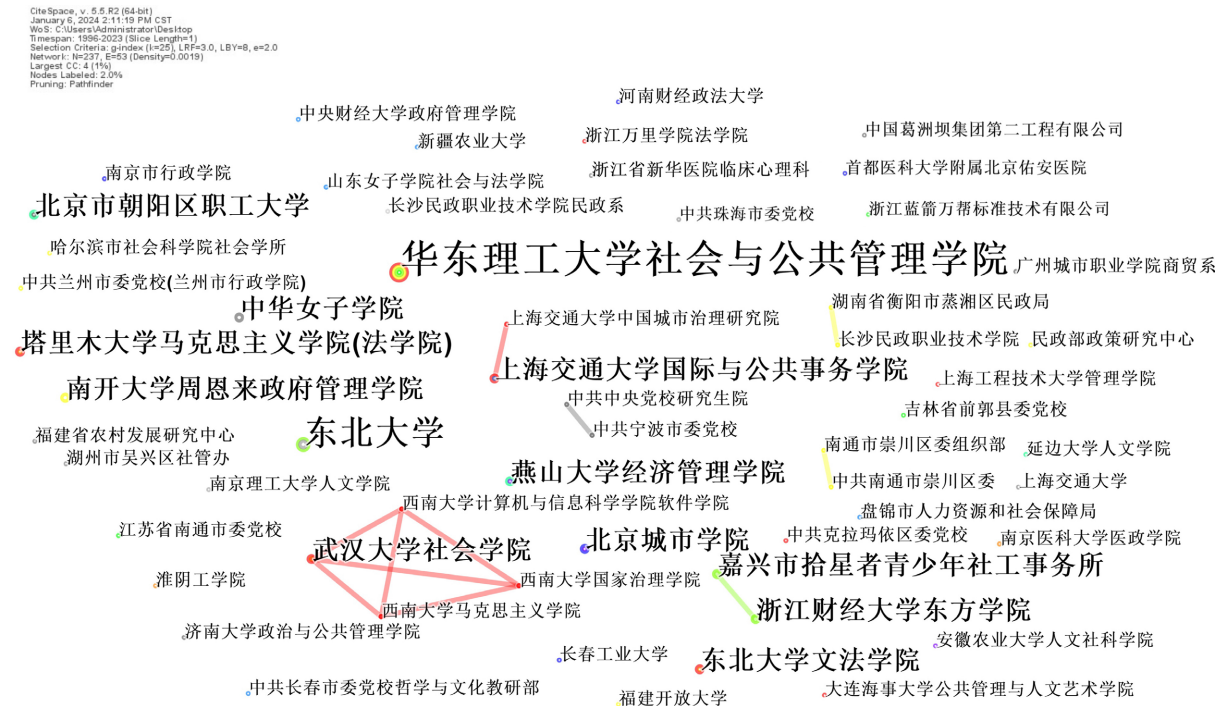 CiteSpace, v. 5.5.R2 (64-bit)
January 6, 2024 2:11:19 PM CST
WoS: C:\Users\Administrator\Desktop
Timespan: 1996-2023 (Slice Length=1)
Selection Criteria: g-index (k=25), LRF=3.0, LBY=8, e=2.0
Network: N=237, E=53 (Density=0.0019)
Largest CC: 4 (1%)
Nodes Labeled: 2.0%
Pruning: Pathfinder
河南财经政法大学
中央财经大学政府管理学院
中国葛洲坝集团第二工程有限公司
浙江万里学院法学院
新疆农业大学
首都医科大学附属北京佑安医院
浙江省新华医院临床心理科
南京市行政学院
山东女子学院社会与法学院
北京市朝阳区职工大学
长沙民政职业技术学院民政系
浙江蓝箭万帮标准技术有限公司
中共珠海市委党校
哈尔滨市社会科学院社会学所
华东理工大学社会与公共管理学院
广州城市职业学院商贸系
中共兰州市委党校(兰州市行政学院)
湖南省衡阳市蒸湘区民政局
中华女子学院
上海交通大学中国城市治理研究院
塔里木大学马克思主义学院(法学院)
长沙民政职业技术学院
民政部政策研究中心
上海交通大学国际与公共事务学院
上海工程技术大学管理学院
南开大学周恩来政府管理学院
中共中央党校研究生院
吉林省前郭县委党校
东北大学
中共宁波市委党校
福建省农村发展研究中心
南通市崇川区委组织部
延边大学人文学院
湖州市吴兴区社管办
燕山大学经济管理学院
中共南通市崇川区委
上海交通大学
南京理工大学人文学院
西南大学计算机与信息科学学院软件学院
盘锦市人力资源和社会保障局
江苏省南通市委党校
北京城市学院
中共克拉玛依区委党校
南京医科大学医政学院
武汉大学社会学院
嘉兴市拾星者青少年社工事务所
淮阴工学院
西南大学国家治理学院
西南大学马克思主义学院
浙江财经大学东方学院
济南大学政治与公共管理学院
安徽农业大学人文社科学院
长春工业大学
东北大学文法学院
中共长春市委党校哲学与文化教研部
大连海事大学公共管理与人文艺术学院
福建开放大学